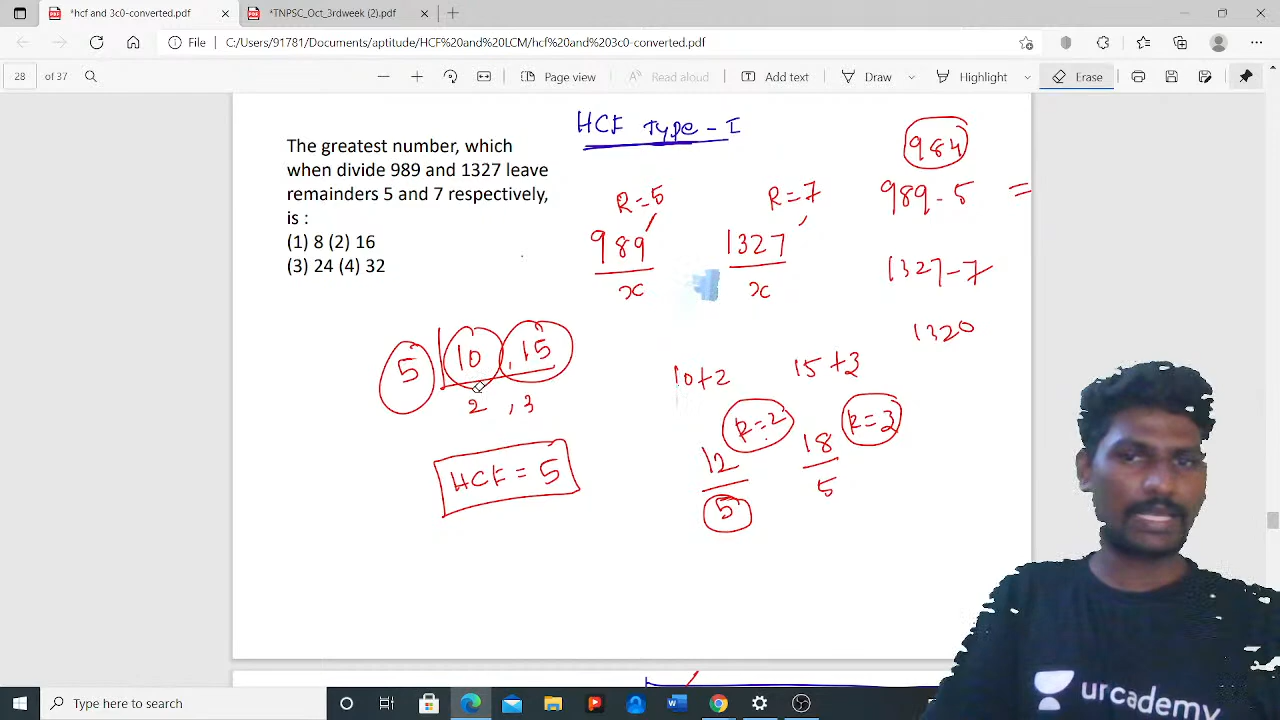 *hcf and 3c0-converted.pdf
*TNPSC_Oct_3rdweek (2).pdf
File
C:/Users/91781/Documents/aptitude/HCF%20and%20LCM/hcf%20and%203c0-converted.pdf
28 of 37
Page view
Read aloud
Add text
Draw
Highlight
Erase
HCF Type - I
The greatest number, which
when divide 989 and 1327 leave
remainders 5 and 7 respectively,
is :
(1) 8 (2) 16
(3) 24 (4) 32
R=5
989
x
R=7
1327
x
984
989-5 =
1327-7
1320
5 10, 15
2, 3
HCF = 5
10+2
15+3
R=2
12
5
R=3
18
5
urcademy
Type here to search